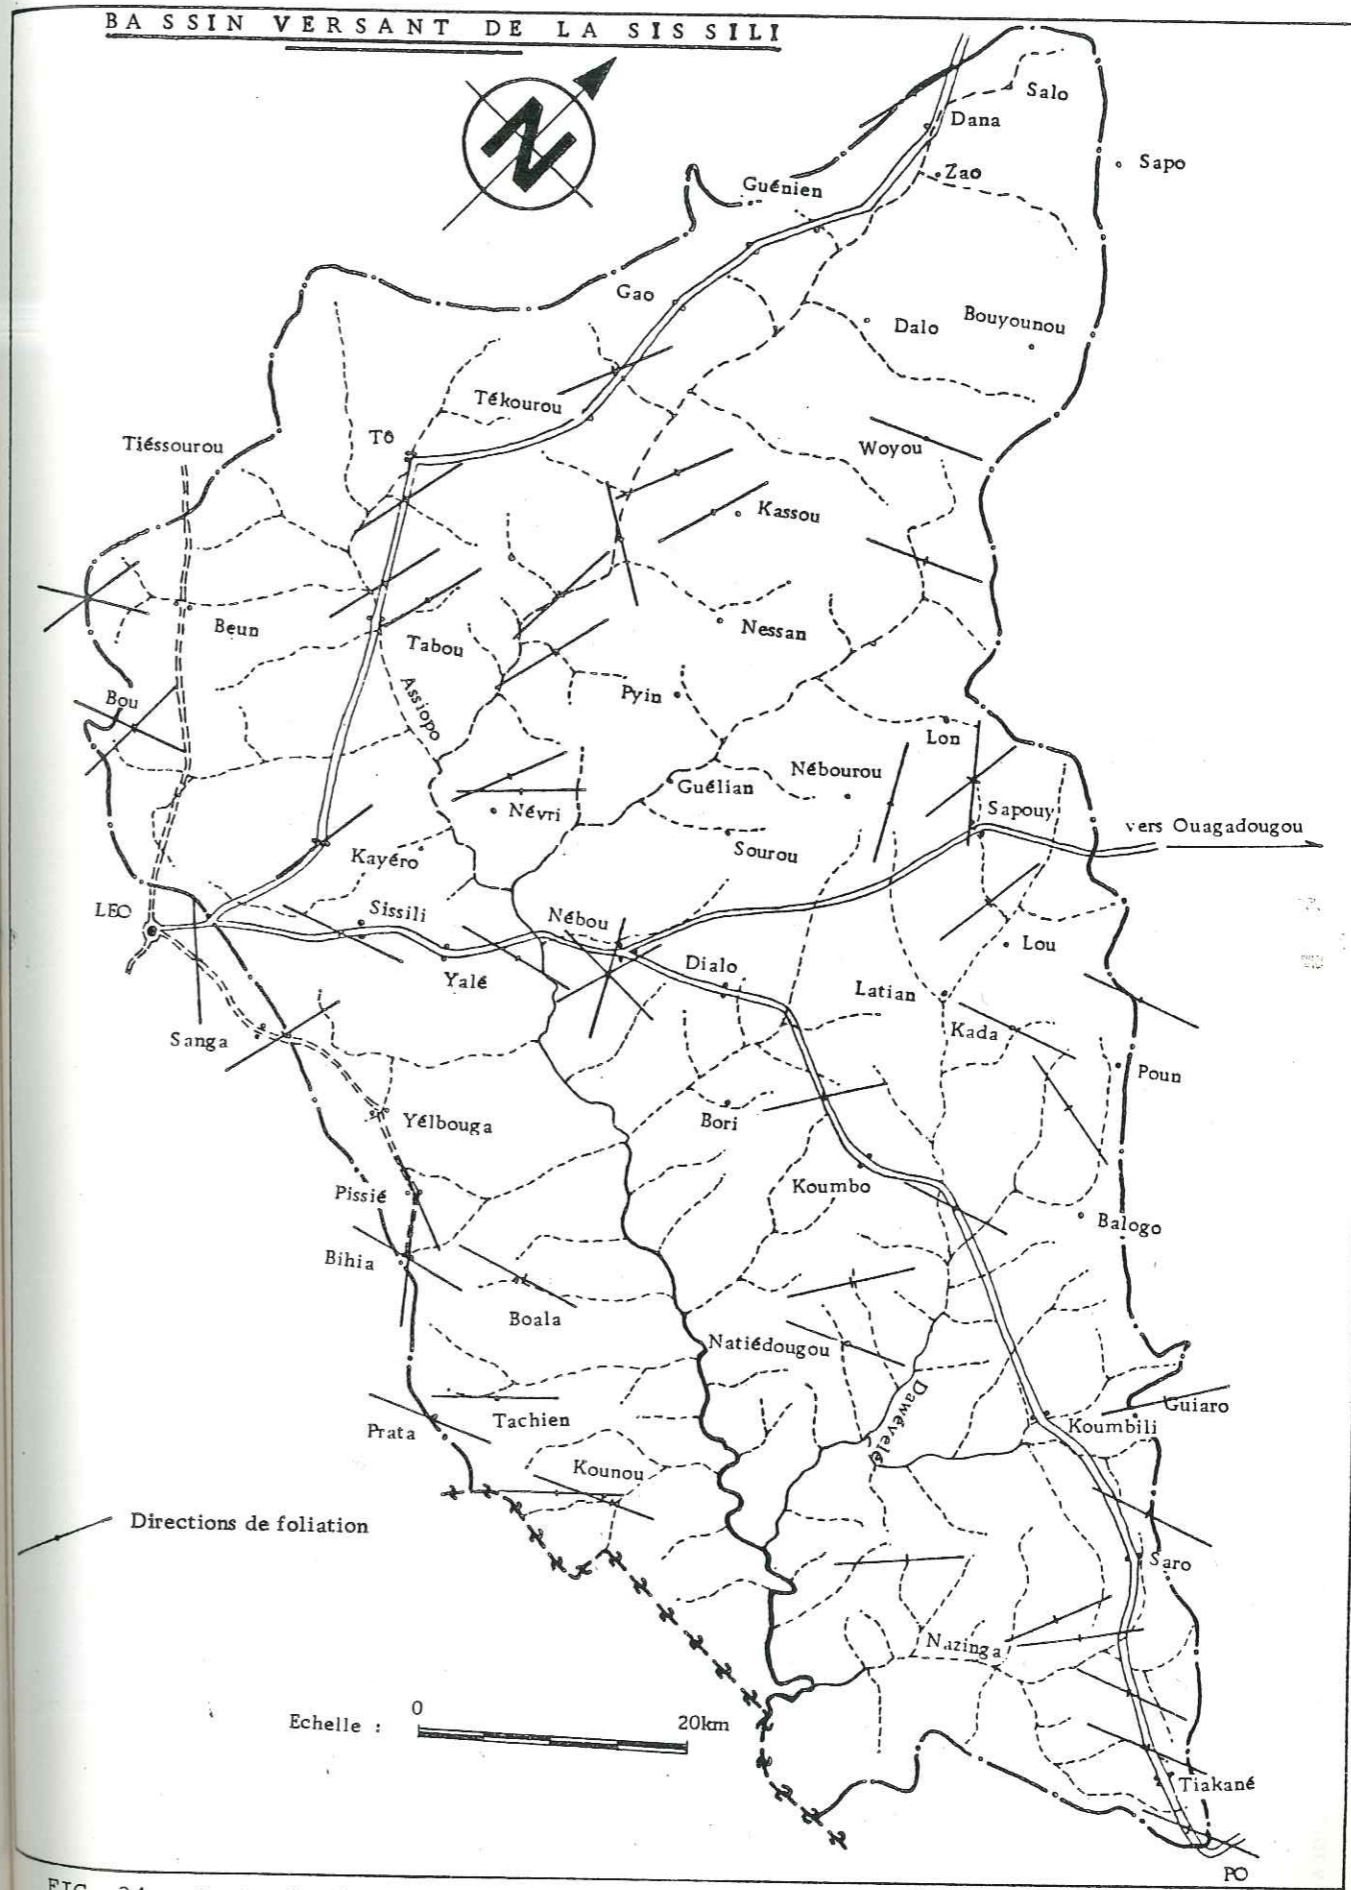 BASSIN VERSANT DE LA SISSILI
N
Salo
Dana
Sapo
Zao
Guénien
Gao
Dalo
Bouyounou
Tékourou
Tô
Tiéssourou
Woyou
Kassou
Beun
Nessan
Tabou
Pyin
Assiopo
Bou
Lon
Nébourou
Guélian
Névri
Sapouy
vers Ouagadougou
Sourou
Kayéro
LEO
Sissili
Nébou
Lou
Dialo
Yalé
Latian
Kada
Sanga
Poun
Yélbouga
Bori
Koumbo
Pissié
Balogo
Bihia
Boala
Natiédougou
Dawévelé
Guiaro
Tachien
Koumbili
Prata
Kounou
Directions de foliation
Saro
Nazinga
Echelle :
0
20km
Tiakané
PO